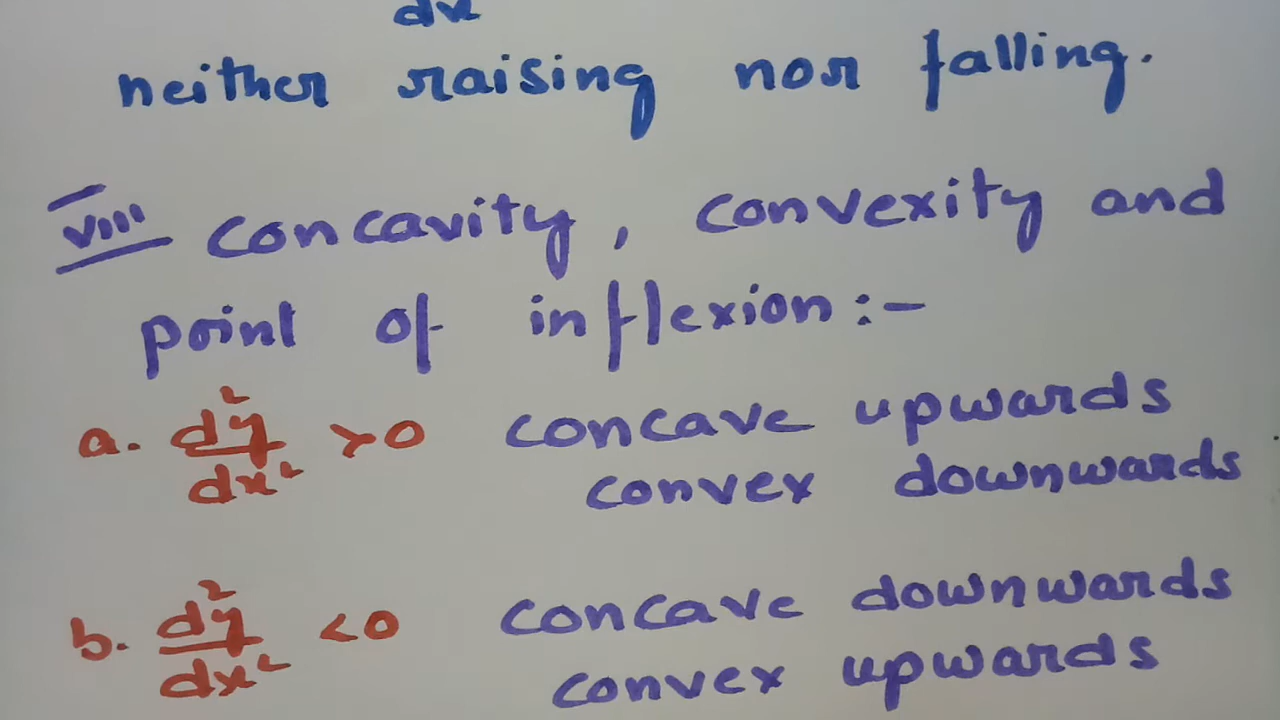 dx
neither raising nor falling.
viii concavity, convexity and
point of inflexion :-
a. d²y/dx² >0 concave upwards
convex downwards
b. d²y/dx² <0 concave downwards
convex upwards